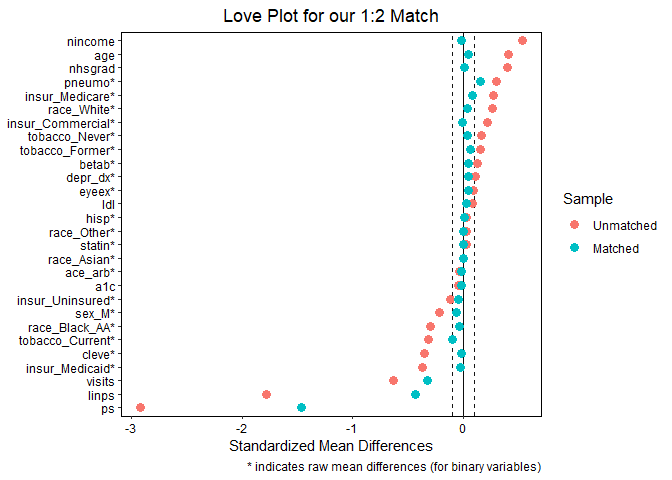 Love Plot for our 1:2 Match
nincome
age
nhsgrad
pneumo*
insur_Medicare*
race_White*
insur_Commercial*
tobacco_Never*
tobacco_Former*
betab*
depr_dx*
eyeex*
ldl
hisp*
race_Other*
statin*
race_Asian*
ace_arb*
a1c
insur_Uninsured*
sex_M*
race_Black_AA*
tobacco_Current*
cleve*
insur_Medicaid*
visits
linps
ps
-3 -2 -1 0
Standardized Mean Differences
* indicates raw mean differences (for binary variables)
Sample
Unmatched
Matched